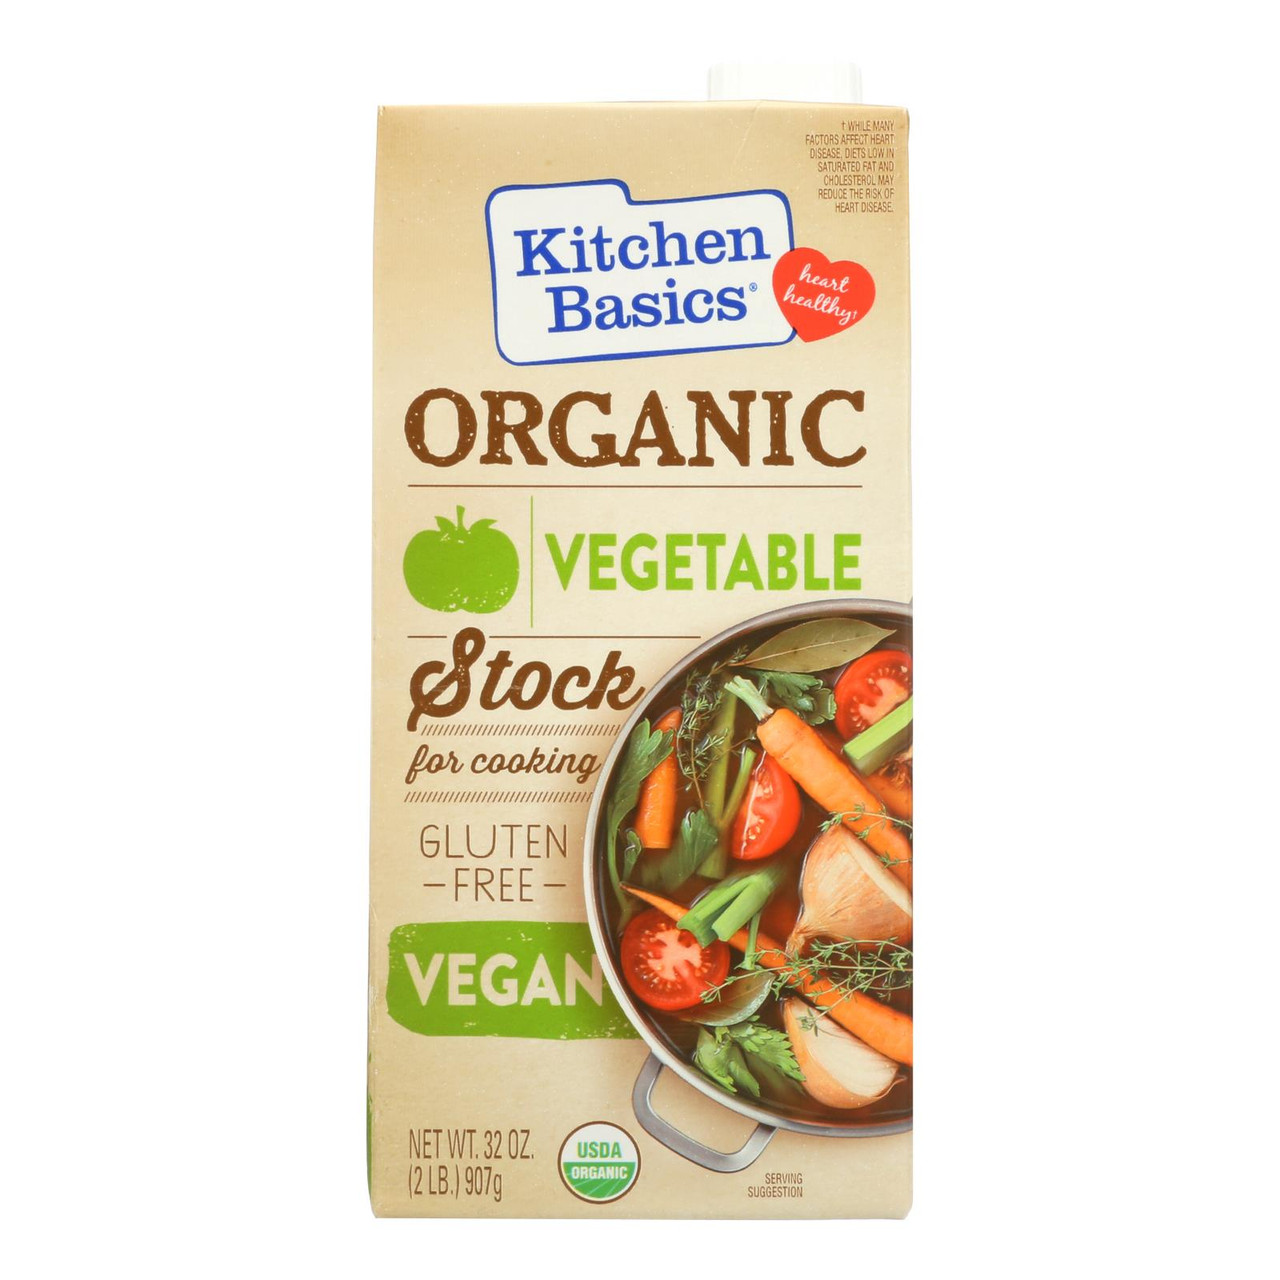 † WHILE MANY
FACTORS AFFECT HEART
DISEASE, DIETS LOW IN
SATURATED FAT AND
CHOLESTEROL MAY
REDUCE THE RISK OF
HEART DISEASE.
Kitchen
Basics®
heart
healthy†
ORGANIC
VEGETABLE
Stock
for cooking
GLUTEN
–FREE–
VEGAN
NET WT. 32 OZ.
(2 LB.) 907g
USDA
ORGANIC
SERVING
SUGGESTION